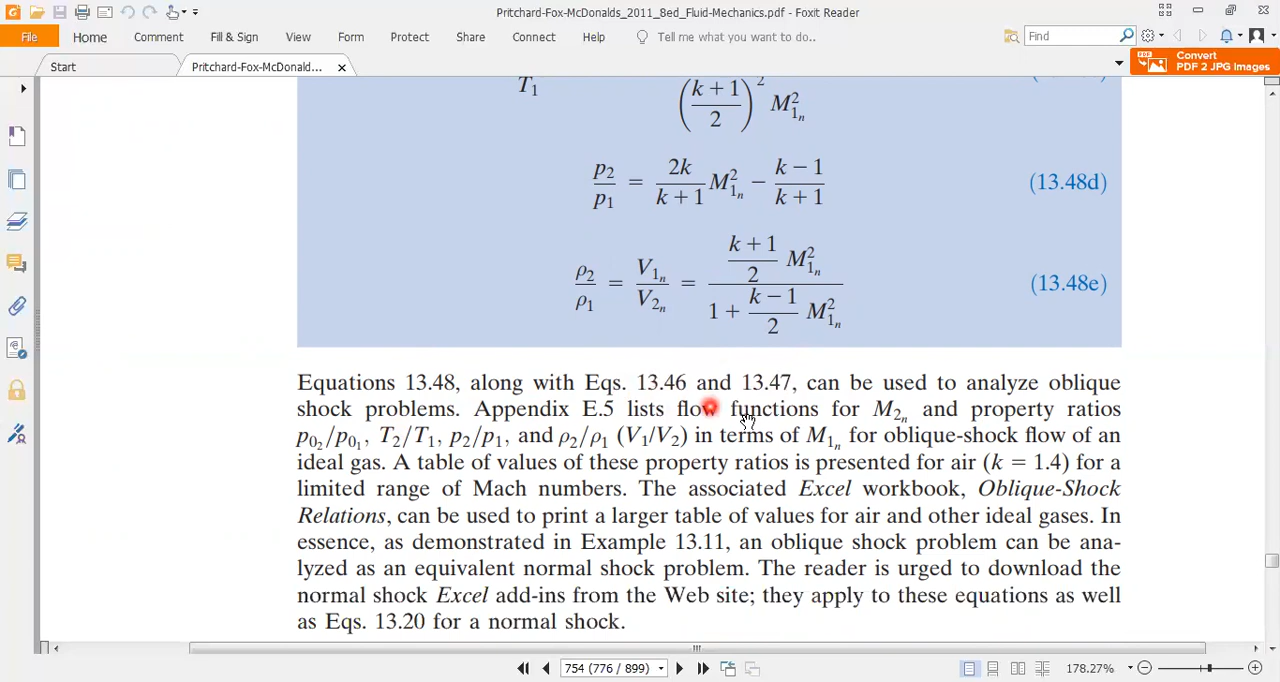 Pritchard-Fox-McDonalds_2011_8ed_Fluid-Mechanics.pdf - Foxit Reader
File Home Comment Fill & Sign View Form Protect Share Connect Help Tell me what you want to do.. Find
Start Pritchard-Fox-McDonald... Convert
PDF 2 JPG Images
T₁ ((k + 1)/2)² M²₁ₙ
p₂/p₁ = 2k/(k + 1) M²₁ₙ − (k − 1)/(k + 1) (13.48d)
ρ₂/ρ₁ = V₁ₙ/V₂ₙ = ((k + 1)/2 M²₁ₙ)/(1 + (k − 1)/2 M²₁ₙ) (13.48e)
Equations 13.48, along with Eqs. 13.46 and 13.47, can be used to analyze oblique
shock problems. Appendix E.5 lists flow functions for M₂ₙ and property ratios
p₀₂/p₀₁, T₂/T₁, p₂/p₁, and ρ₂/ρ₁ (V₁/V₂) in terms of M₁ₙ for oblique-shock flow of an
ideal gas. A table of values of these property ratios is presented for air (k = 1.4) for a
limited range of Mach numbers. The associated Excel workbook, Oblique-Shock
Relations, can be used to print a larger table of values for air and other ideal gases. In
essence, as demonstrated in Example 13.11, an oblique shock problem can be ana-
lyzed as an equivalent normal shock problem. The reader is urged to download the
normal shock Excel add-ins from the Web site; they apply to these equations as well
as Eqs. 13.20 for a normal shock.
754 (776 / 899) 178.27%